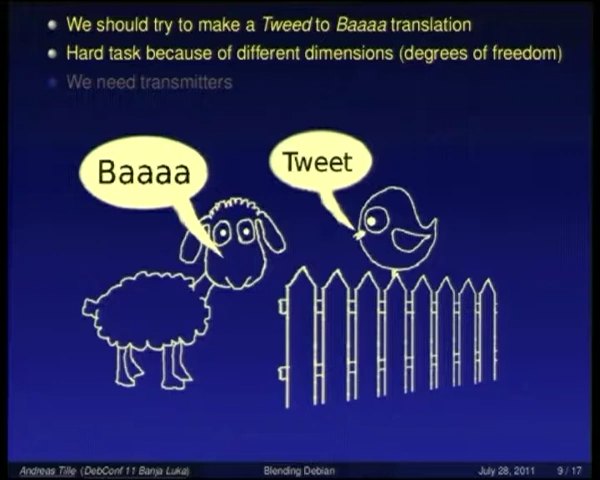 We should try to make a Tweed to Baaaa translation
Hard task because of different dimensions (degrees of freedom)
We need transmitters
Baaaa
Tweet
Andreas Tille (DebConf 11 Banja Luka) Blending Debian July 28, 2011 9 / 17